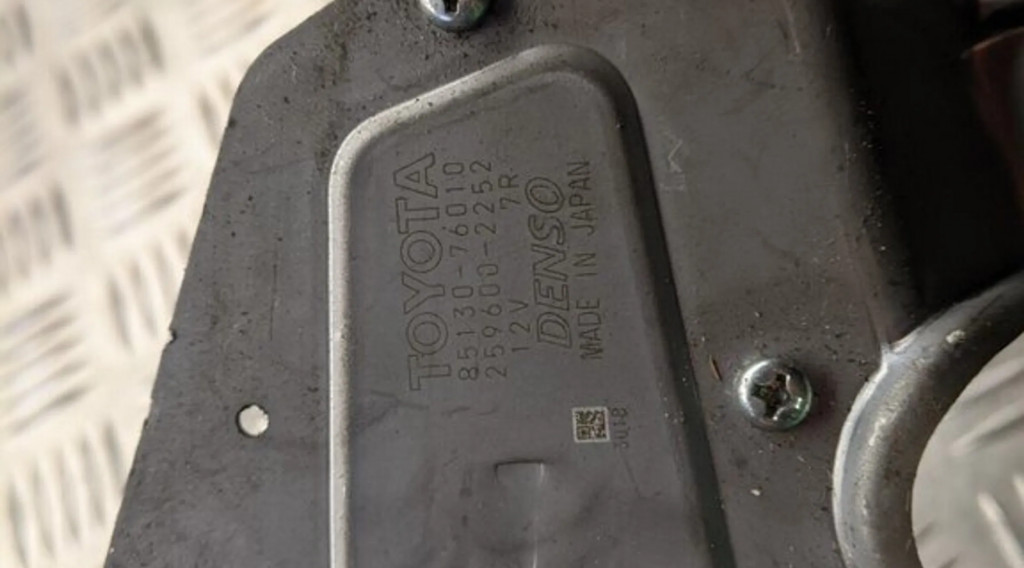 TOYOTA
85130-76010
259600-2252
12V 7R
DENSO
MADE IN JAPAN